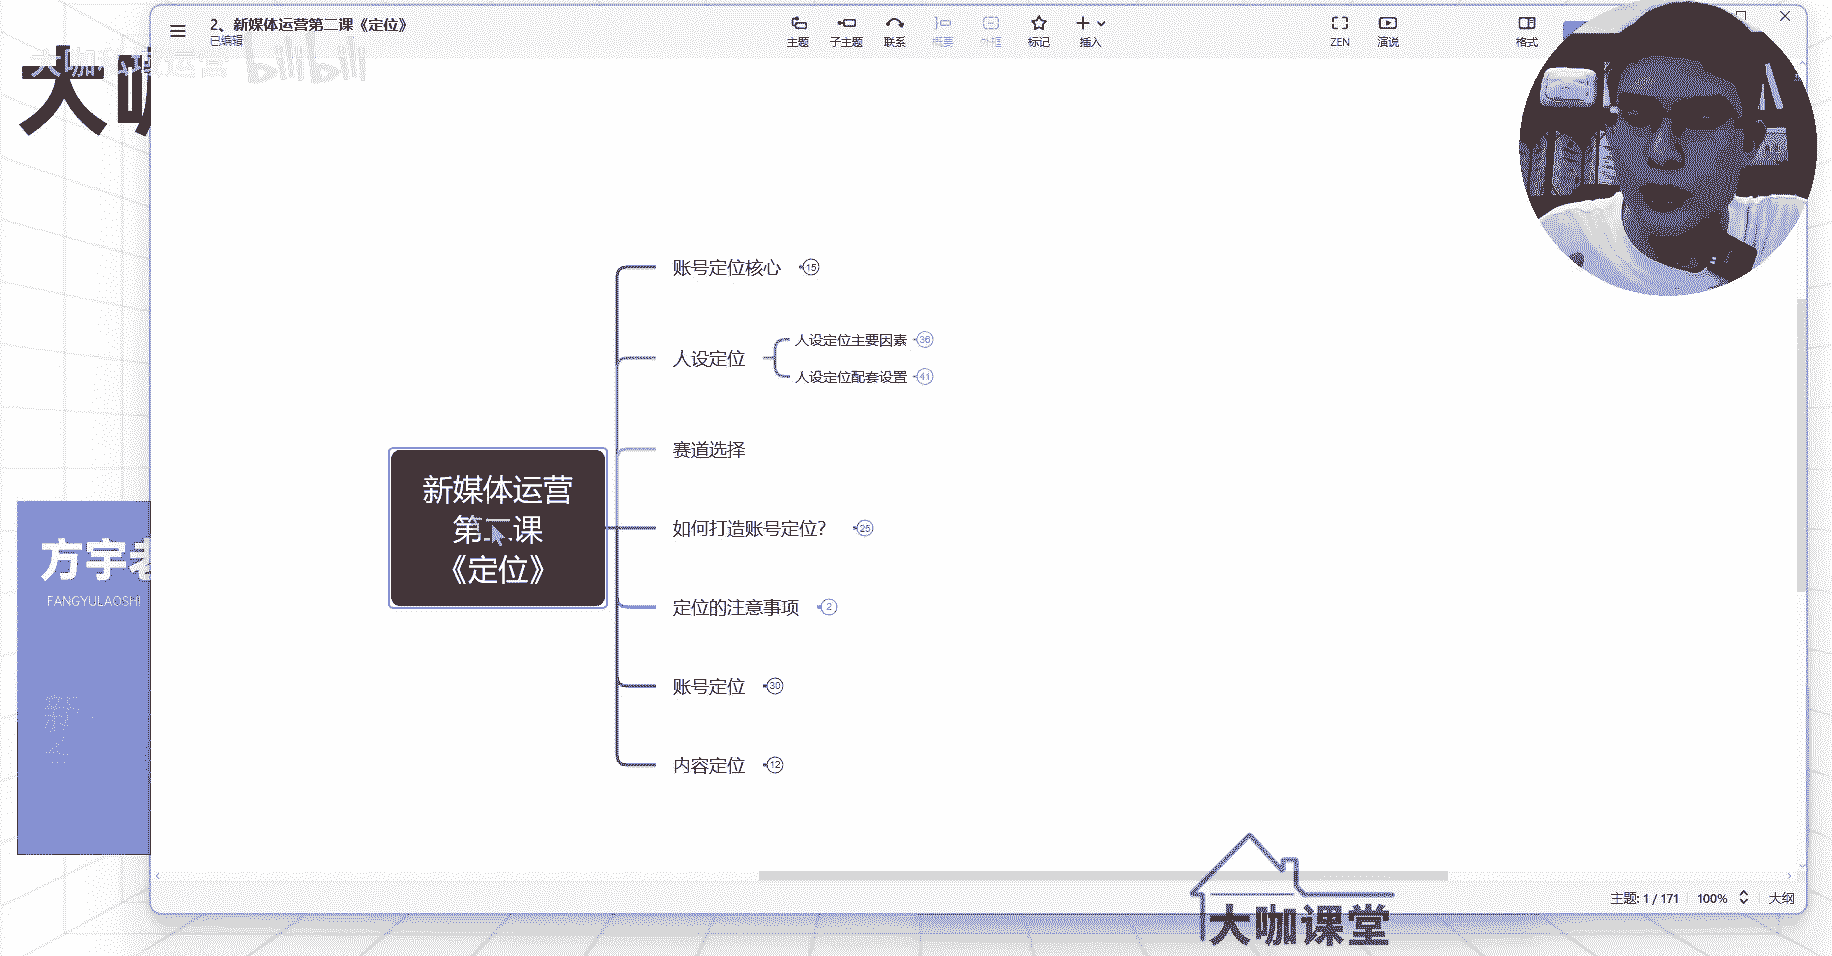 2、新媒体运营第二课《定位》
已编辑
主题
子主题
联系
概要
外框
标记
插入
ZEN
演说
格式
bilibili
大咖
账号定位核心 15
人设定位
人设定位主要因素 36
人设定位配套设置 41
赛道选择
新媒体运营
第二课
《定位》
如何打造账号定位? 25
定位的注意事项 2
账号定位 30
内容定位 12
方宇老
FANGYULAOSHI
主题: 1 / 171
100%
大纲
大咖课堂